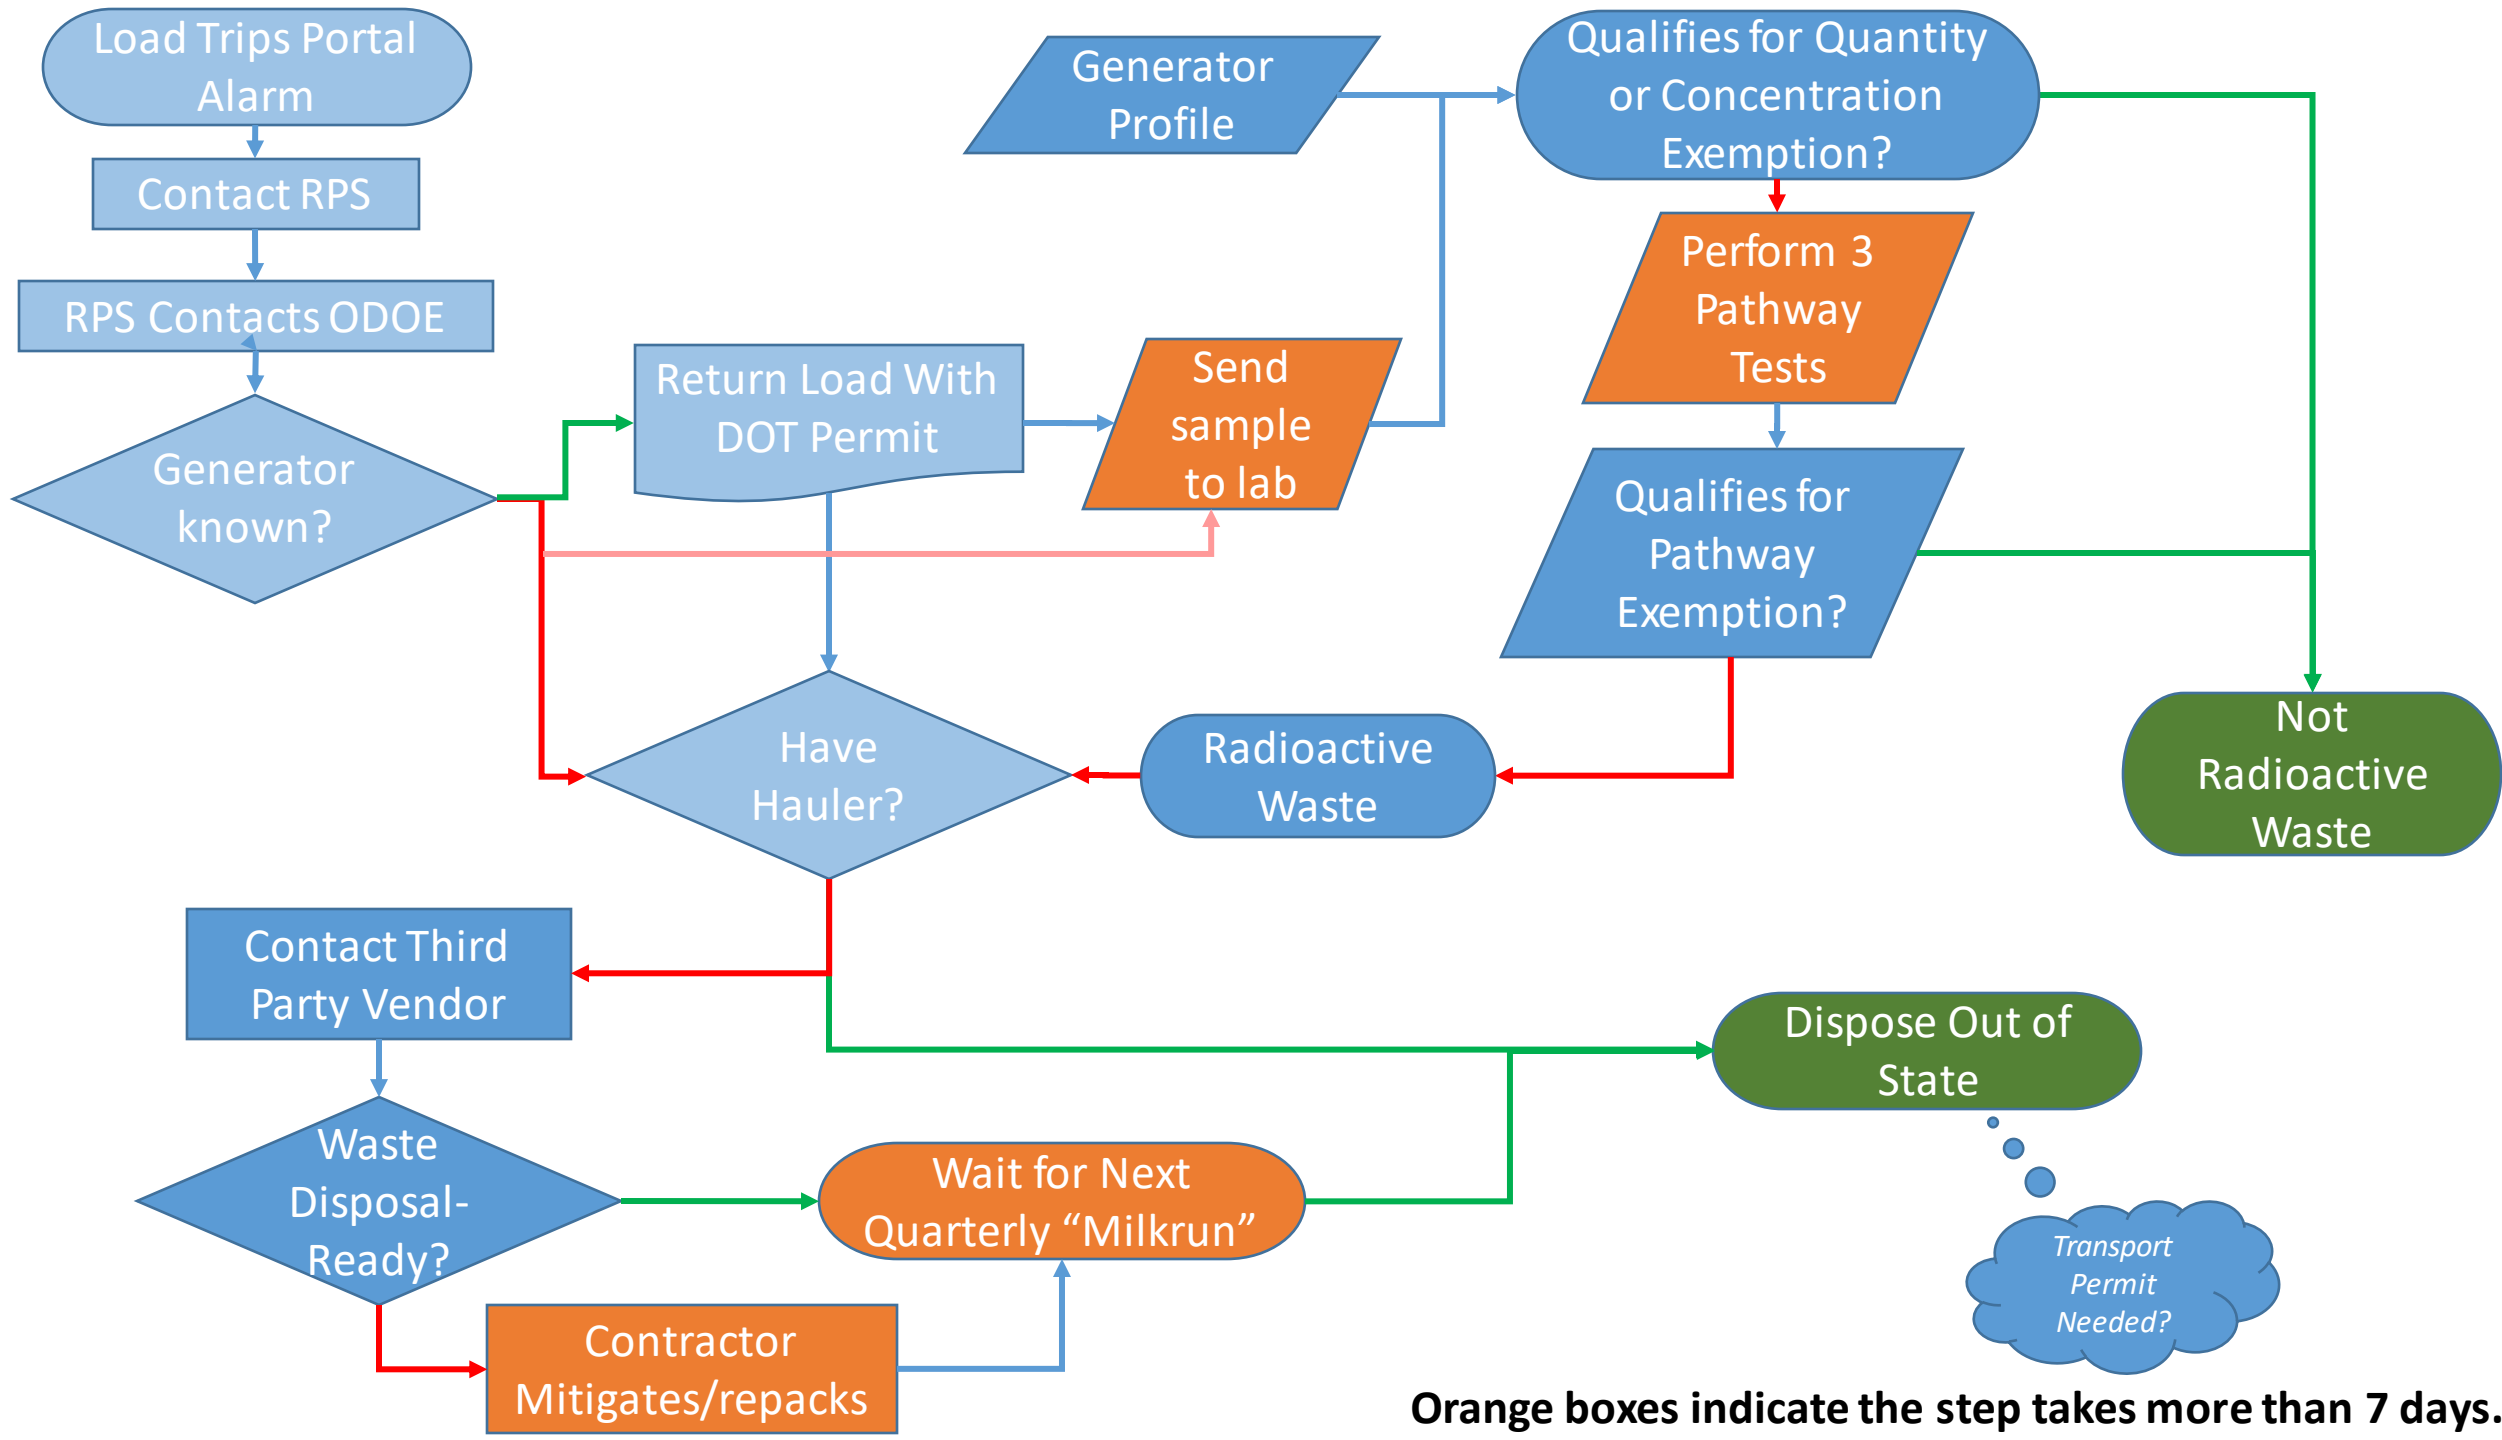 Load Trips Portal
Alarm
Contact RPS
RPS Contacts ODOE
Generator
known?
Return Load With
DOT Permit
Send
sample
to lab
Generator
Profile
Qualifies for Quantity
or Concentration
Exemption?
Perform 3
Pathway
Tests
Qualifies for
Pathway
Exemption?
Not
Radioactive
Waste
Radioactive
Waste
Have
Hauler?
Contact Third
Party Vendor
Waste
Disposal-
Ready?
Contractor
Mitigates/repacks
Wait for Next
Quarterly “Milkrun”
Dispose Out of
State
Transport
Permit
Needed?
Orange boxes indicate the step takes more than 7 days.